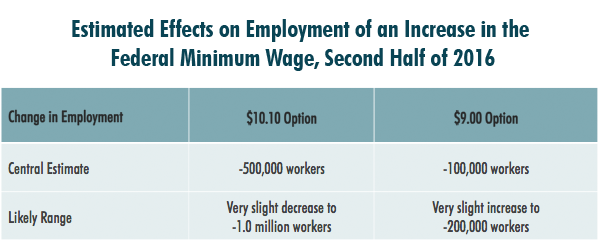 Estimated Effects on Employment of an Increase in the
Federal Minimum Wage, Second Half of 2016
Change in Employment $10.10 Option $9.00 Option
Central Estimate -500,000 workers -100,000 workers
Likely Range Very slight decrease to -1.0 million workers Very slight increase to -200,000 workers